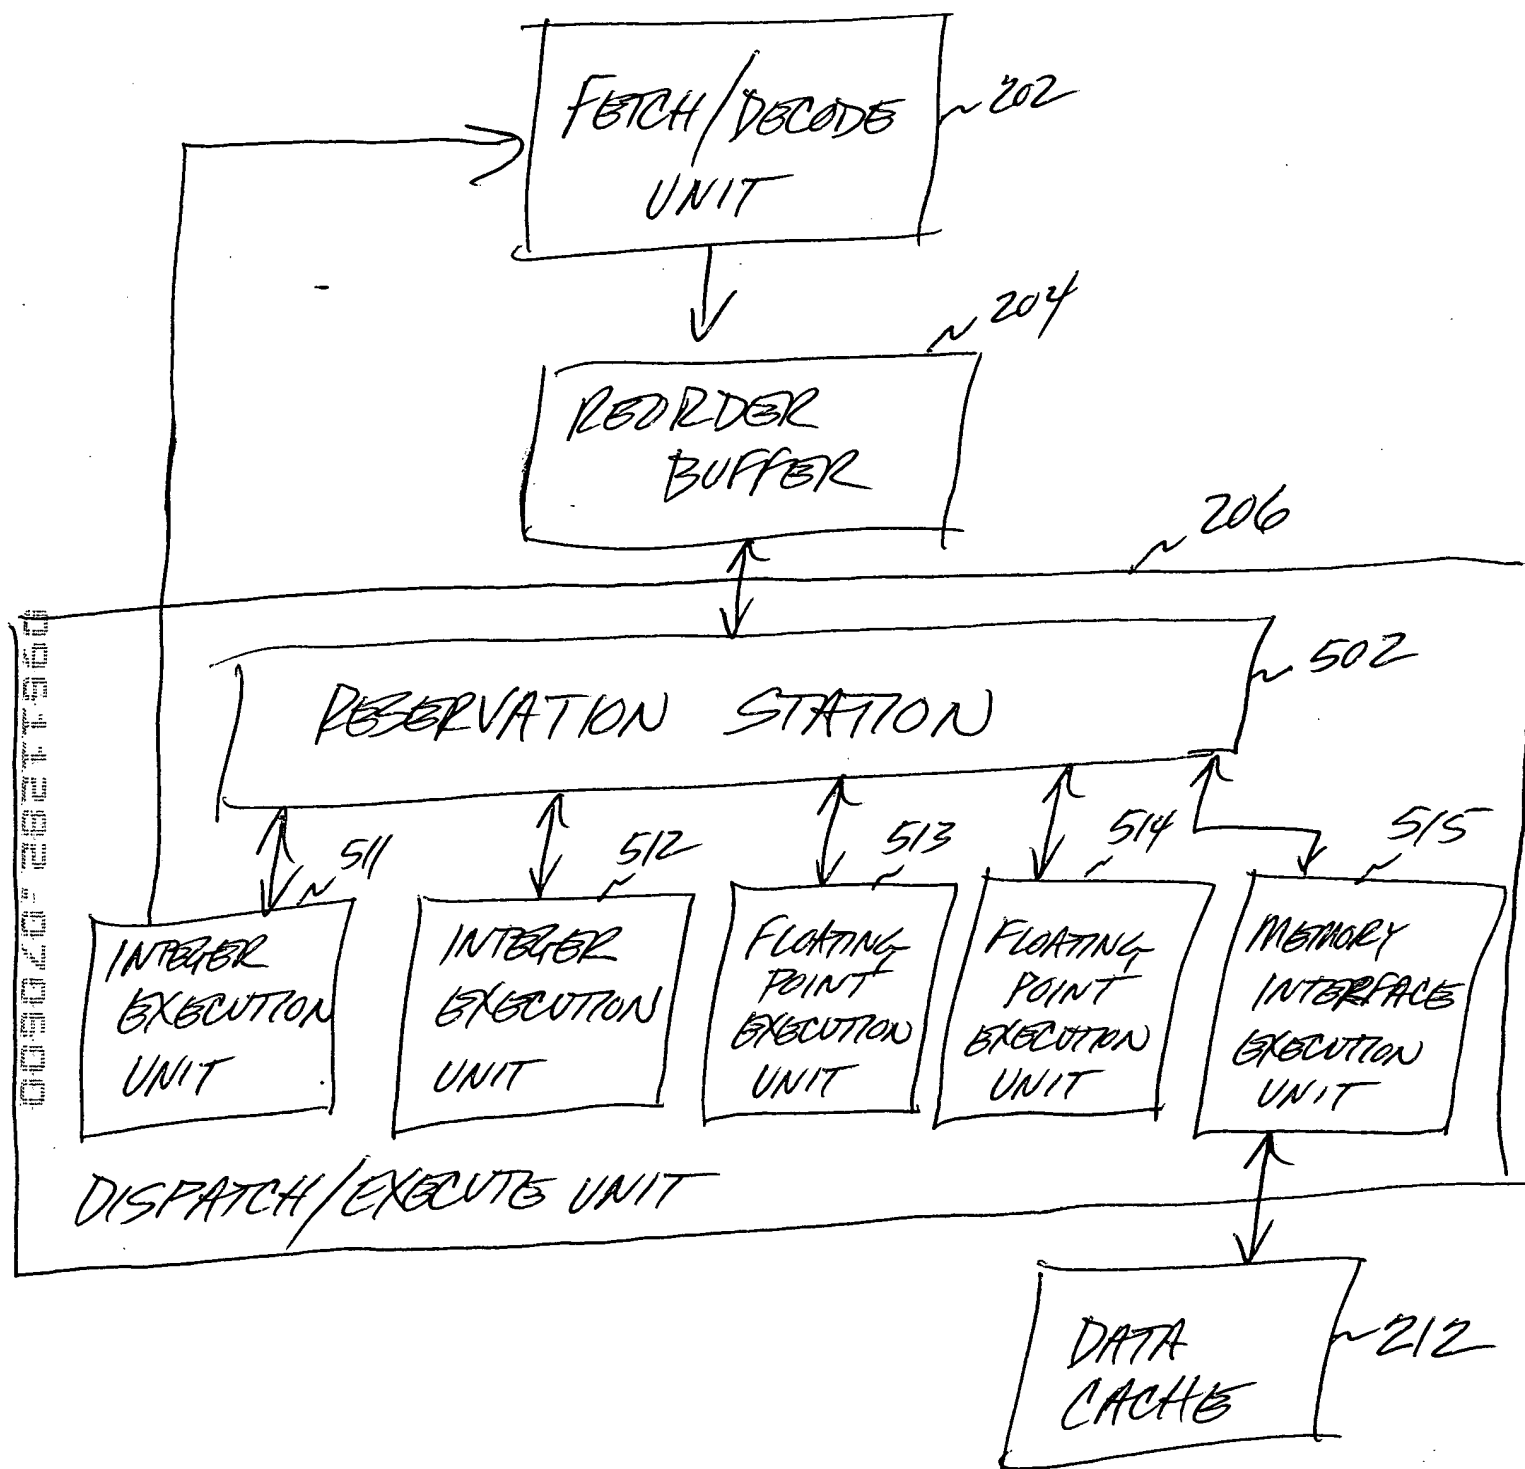 FETCH/DECODE
UNIT
202
204
REORDER
BUFFER
206
RESERVATION STATION
502
511
512
513
514
515
INTEGER
EXECUTION
UNIT
INTEGER
EXECUTION
UNIT
FLOATING
POINT
EXECUTION
UNIT
FLOATING
POINT
EXECUTION
UNIT
MEMORY
INTERFACE
EXECUTION
UNIT
DISPATCH/EXECUTE UNIT
DATA
CACHE
212
09611282.070600